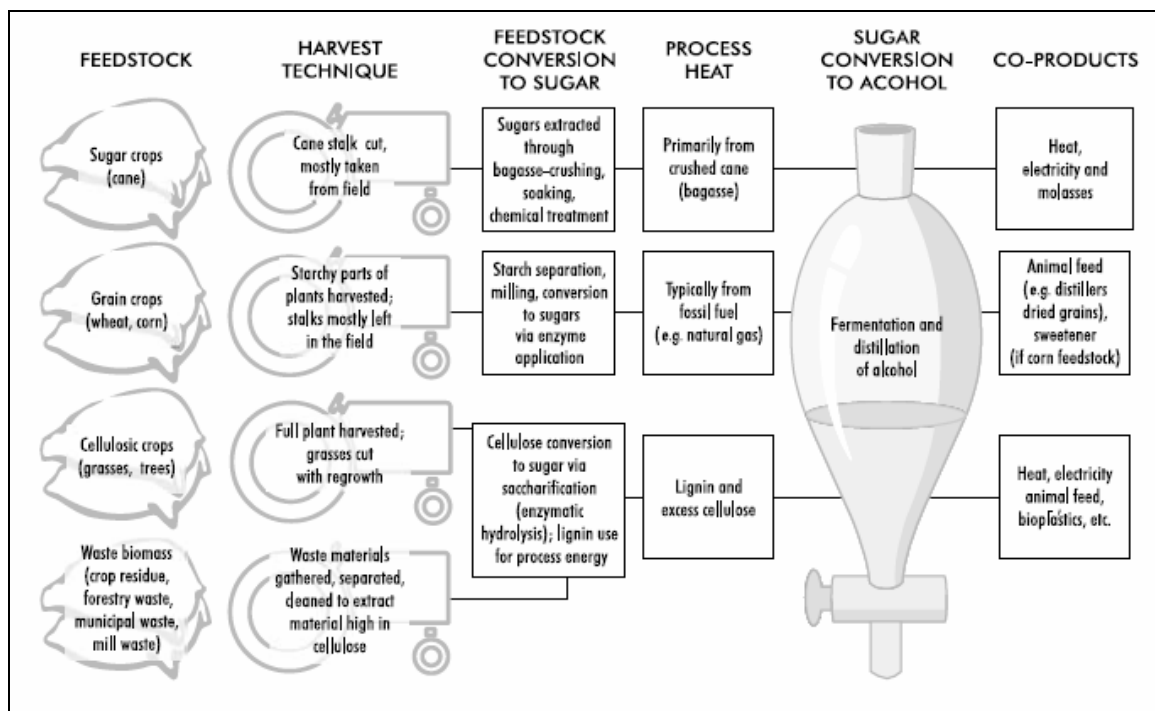 FEEDSTOCK
HARVEST
TECHNIQUE
FEEDSTOCK
CONVERSION
TO SUGAR
PROCESS
HEAT
SUGAR
CONVERSION
TO ACOHOL
CO-PRODUCTS
Sugar crops
(cane)
Cane stalk cut,
mostly taken
from field
Sugars extracted
through
bagasse-crushing,
soaking,
chemical treatment
Primarily from
crushed cane
(bagasse)
Heat,
electricity and
molasses
Grain crops
(wheat, corn)
Starchy parts of
plants harvested;
stalks mostly left
in the field
Starch separation,
milling, conversion
to sugars
via enzyme
application
Typically from
fossil fuel
(e.g. natural gas)
Fermentation and
distillation
of alcohol
Animal feed
(e.g. distillers
dried grains),
sweetener
(if corn feedstock)
Cellulosic crops
(grasses, trees)
Full plant harvested;
grasses cut
with regrowth
Cellulose conversion
to sugar via
saccharification
(enzymatic
hydrolysis); lignin use
for process energy
Lignin and
excess cellulose
Heat, electricity
animal feed,
bioplastics, etc.
Waste biomass
(crop residue,
forestry waste,
municipal waste,
mill waste)
Waste materials
gathered, separated,
cleaned to extract
material high in
cellulose